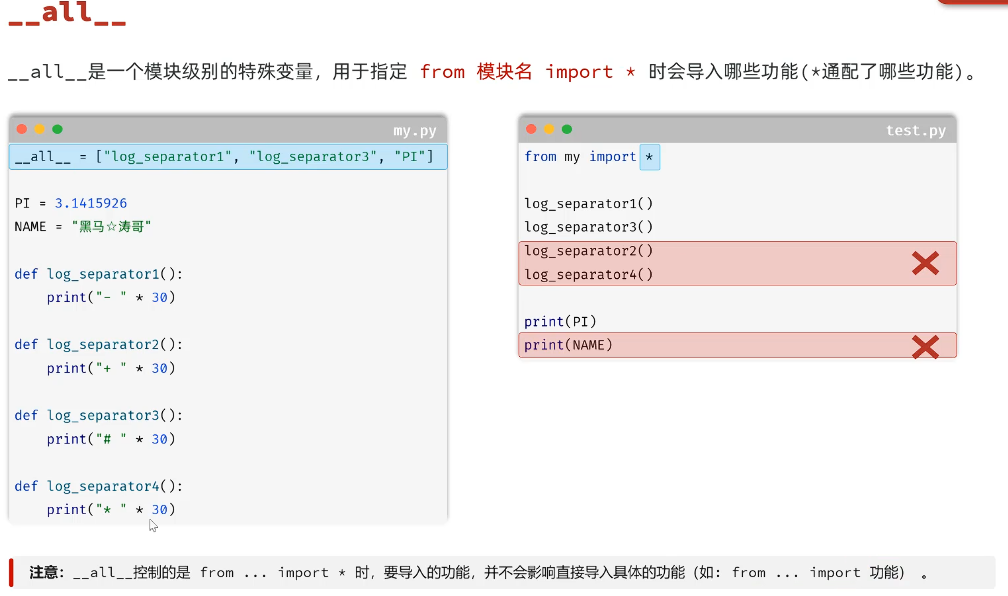 __all__
__all__是一个模块级别的特殊变量，用于指定 from 模块名 import * 时会导入哪些功能(*通配了哪些功能)。
my.py
__all__ = ["log_separator1", "log_separator3", "PI"]
PI = 3.1415926
NAME = "黑马☆涛哥"
def log_separator1():
    print("- " * 30)
def log_separator2():
    print("+ " * 30)
def log_separator3():
    print("# " * 30)
def log_separator4():
    print("* " * 30)
test.py
from my import *
log_separator1()
log_separator3()
log_separator2()
log_separator4()
print(PI)
print(NAME)
注意：__all__控制的是 from ... import * 时，要导入的功能，并不会影响直接导入具体的功能（如：from ... import 功能） 。